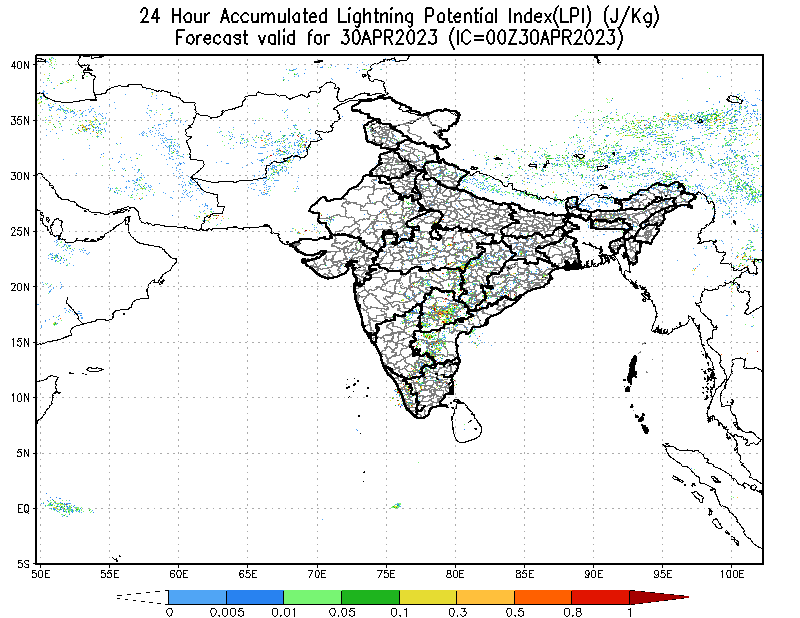 24 Hour Accumulated Lightning Potential Index(LPI) (J/Kg)
Forecast valid for 30APR2023 (IC=00Z30APR2023)
40N
35N
30N
25N
20N
15N
10N
5N
EQ
5S
50E 55E 60E 65E 70E 75E 80E 85E 90E 95E 100E
0 0.005 0.01 0.05 0.1 0.3 0.5 0.8 1